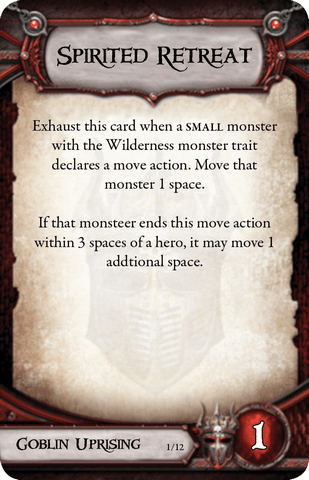 Spirited Retreat
Exhaust this card when a SMALL monster
with the Wilderness monster trait
declares a move action. Move that
monster 1 space.
If that monsteer ends this move action
within 3 spaces of a hero, it may move 1
addtional space.
Goblin Uprising
1/12
1